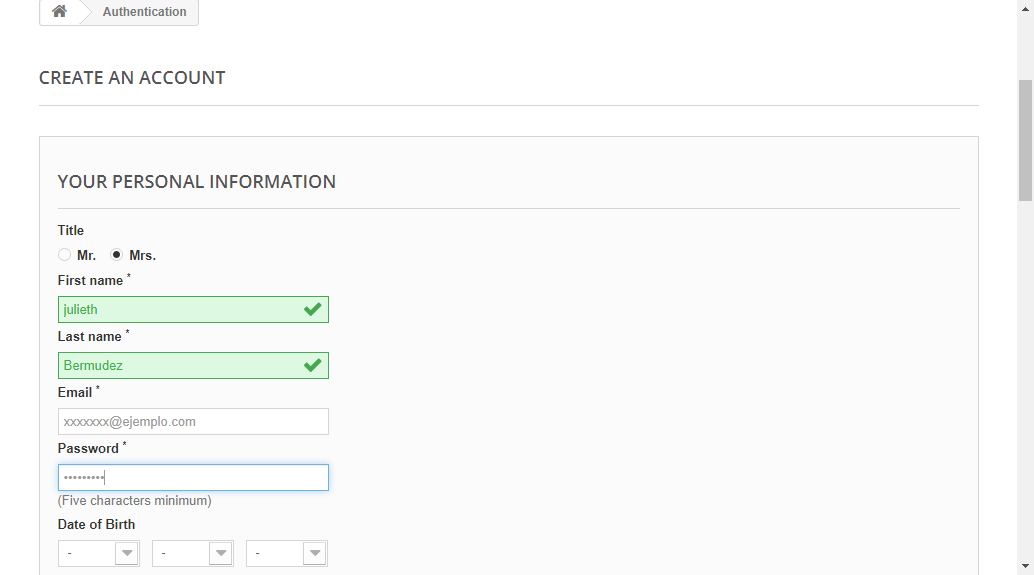 Authentication
CREATE AN ACCOUNT
YOUR PERSONAL INFORMATION
Title
Mr. Mrs.
First name *
julieth
Last name *
Bermudez
Email *
xxxxxxx@ejemplo.com
Password *
•••••••••
(Five characters minimum)
Date of Birth
- - -